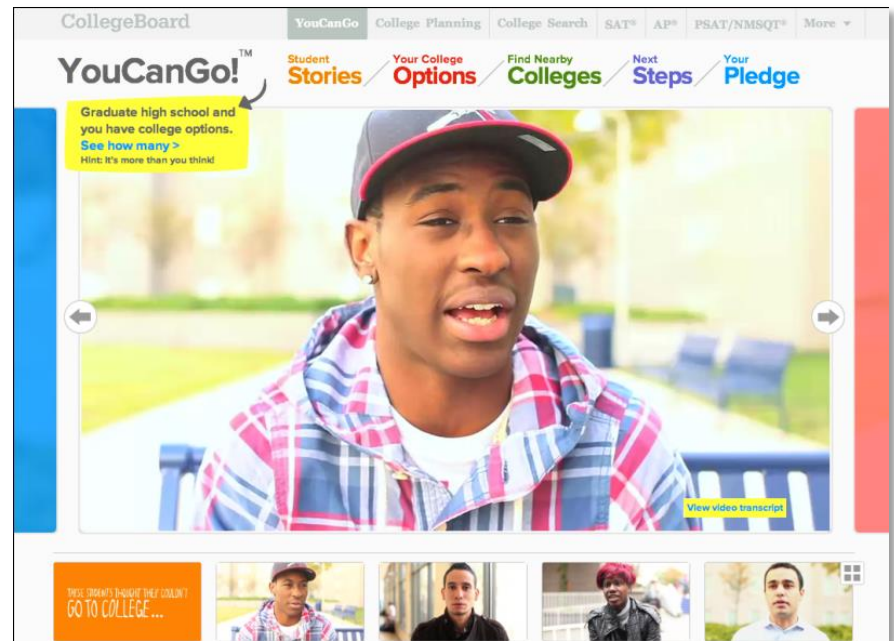 CollegeBoard
YouCanGo College Planning College Search SAT® AP® PSAT/NMSQT® More
YouCanGo!™
Student Stories
Your College Options
Find Nearby Colleges
Next Steps
Your Pledge
Graduate high school and
you have college options.
See how many >
Hint: It's more than you think!
View video transcript
THESE STUDENTS THOUGHT THEY COULDN'T
GO TO COLLEGE...